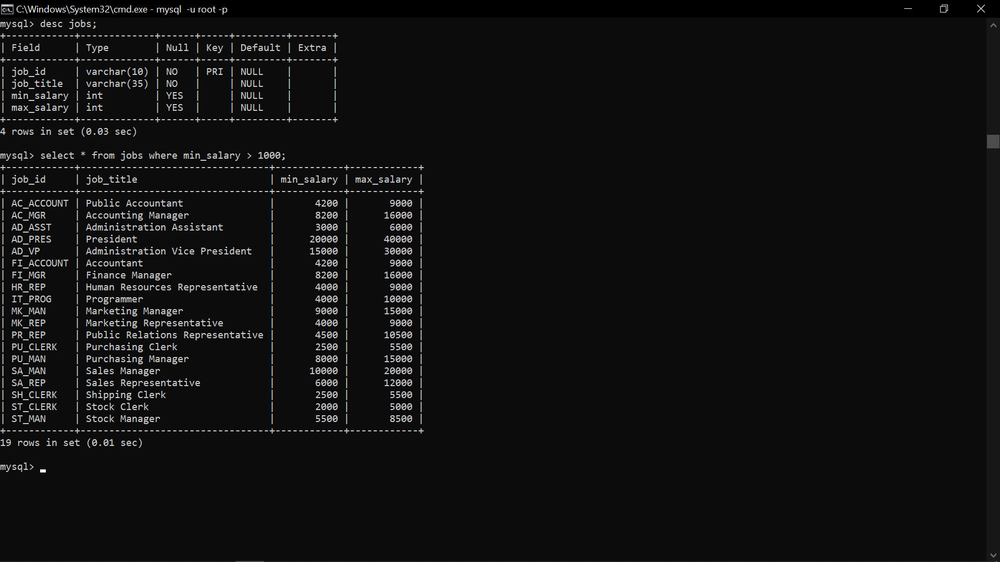 C:\Windows\System32\cmd.exe - mysql  -u root -p
mysql> desc jobs;
+------------+-------------+------+-----+---------+-------+
| Field      | Type        | Null | Key | Default | Extra |
+------------+-------------+------+-----+---------+-------+
| job_id     | varchar(10) | NO   | PRI | NULL    |       |
| job_title  | varchar(35) | NO   |     | NULL    |       |
| min_salary | int         | YES  |     | NULL    |       |
| max_salary | int         | YES  |     | NULL    |       |
+------------+-------------+------+-----+---------+-------+
4 rows in set (0.03 sec)
mysql> select * from jobs where min_salary > 1000;
+------------+---------------------------------+------------+------------+
| job_id     | job_title                       | min_salary | max_salary |
+------------+---------------------------------+------------+------------+
| AC_ACCOUNT | Public Accountant               |       4200 |       9000 |
| AC_MGR     | Accounting Manager              |       8200 |      16000 |
| AD_ASST    | Administration Assistant        |       3000 |       6000 |
| AD_PRES    | President                       |      20000 |      40000 |
| AD_VP      | Administration Vice President   |      15000 |      30000 |
| FI_ACCOUNT | Accountant                      |       4200 |       9000 |
| FI_MGR     | Finance Manager                 |       8200 |      16000 |
| HR_REP     | Human Resources Representative  |       4000 |       9000 |
| IT_PROG    | Programmer                      |       4000 |      10000 |
| MK_MAN     | Marketing Manager               |       9000 |      15000 |
| MK_REP     | Marketing Representative        |       4000 |       9000 |
| PR_REP     | Public Relations Representative |       4500 |      10500 |
| PU_CLERK   | Purchasing Clerk                |       2500 |       5500 |
| PU_MAN     | Purchasing Manager              |       8000 |      15000 |
| SA_MAN     | Sales Manager                   |      10000 |      20000 |
| SA_REP     | Sales Representative            |       6000 |      12000 |
| SH_CLERK   | Shipping Clerk                  |       2500 |       5500 |
| ST_CLERK   | Stock Clerk                     |       2000 |       5000 |
| ST_MAN     | Stock Manager                   |       5500 |       8500 |
+------------+---------------------------------+------------+------------+
19 rows in set (0.01 sec)
mysql>